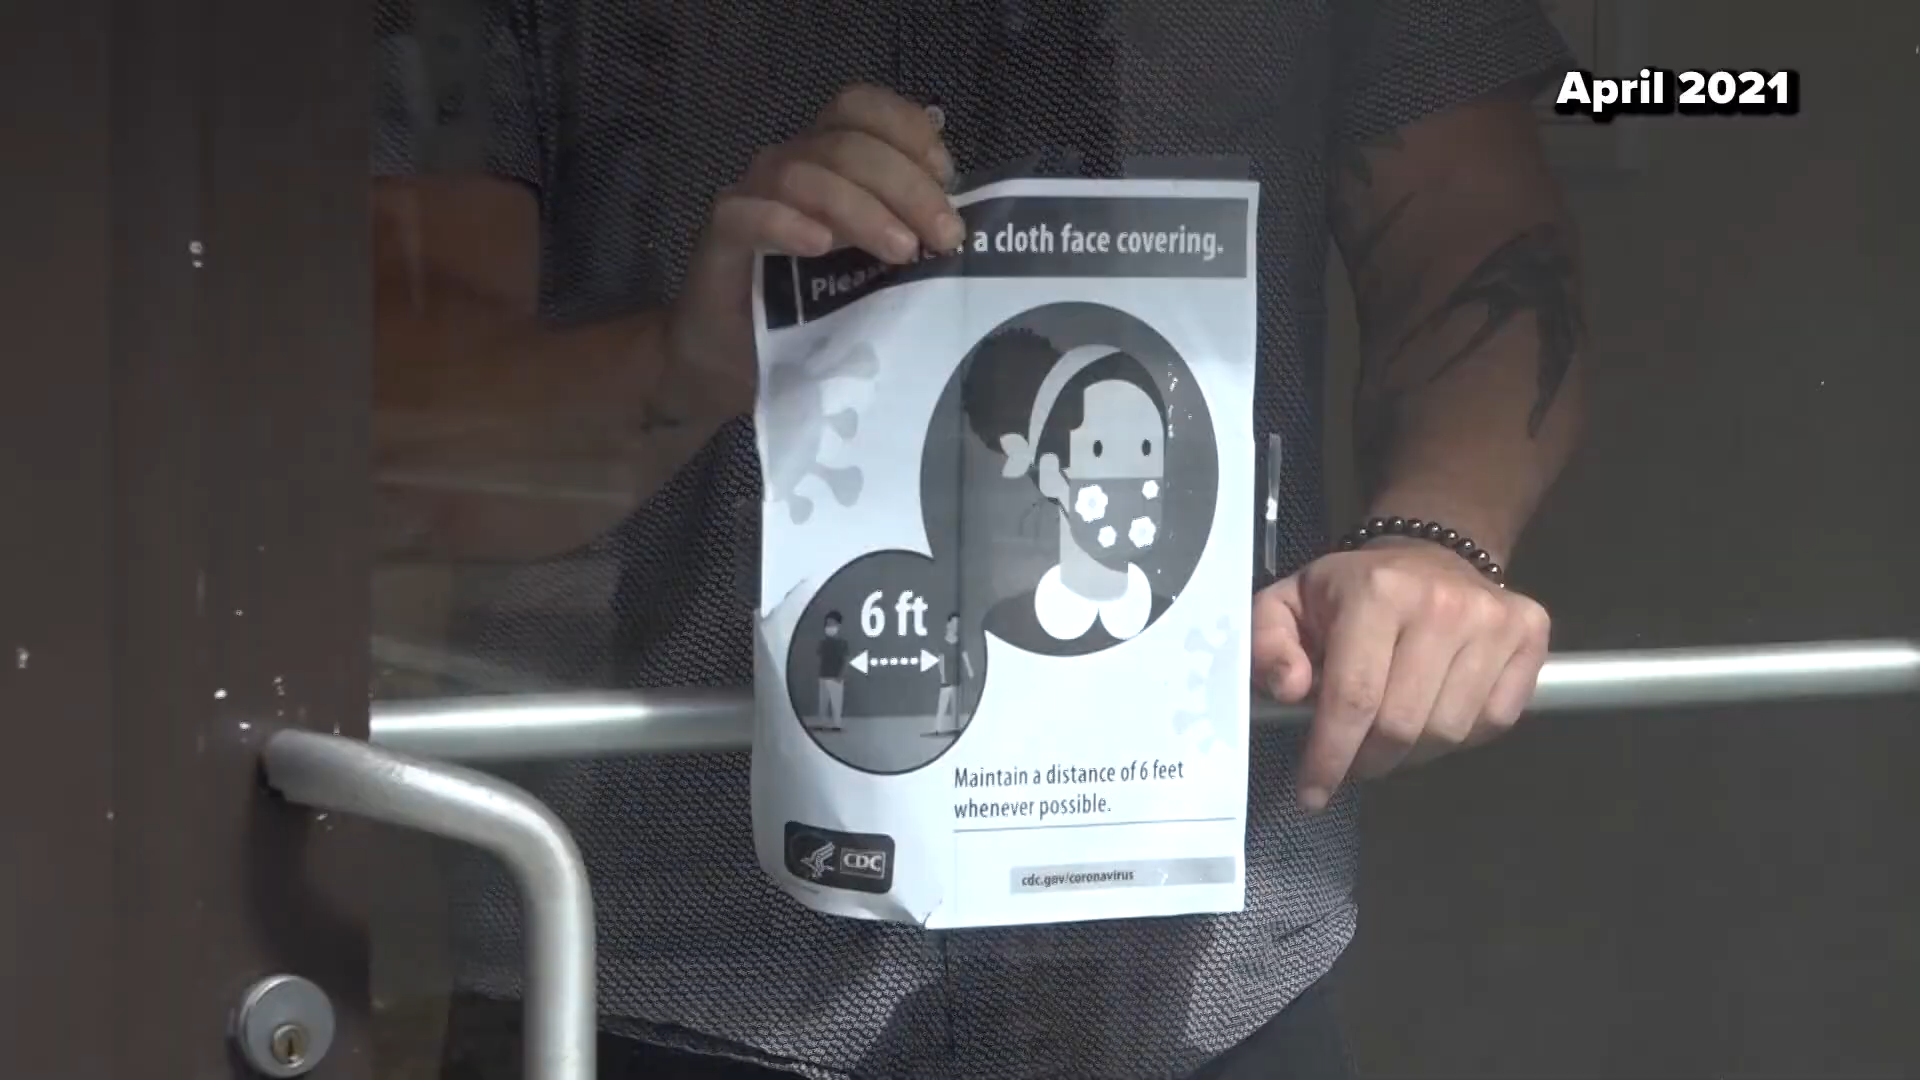 April 2021
a cloth face covering.
6 ft
Maintain a distance of 6 feet
whenever possible.
CDC
cdc.gov/coronavirus